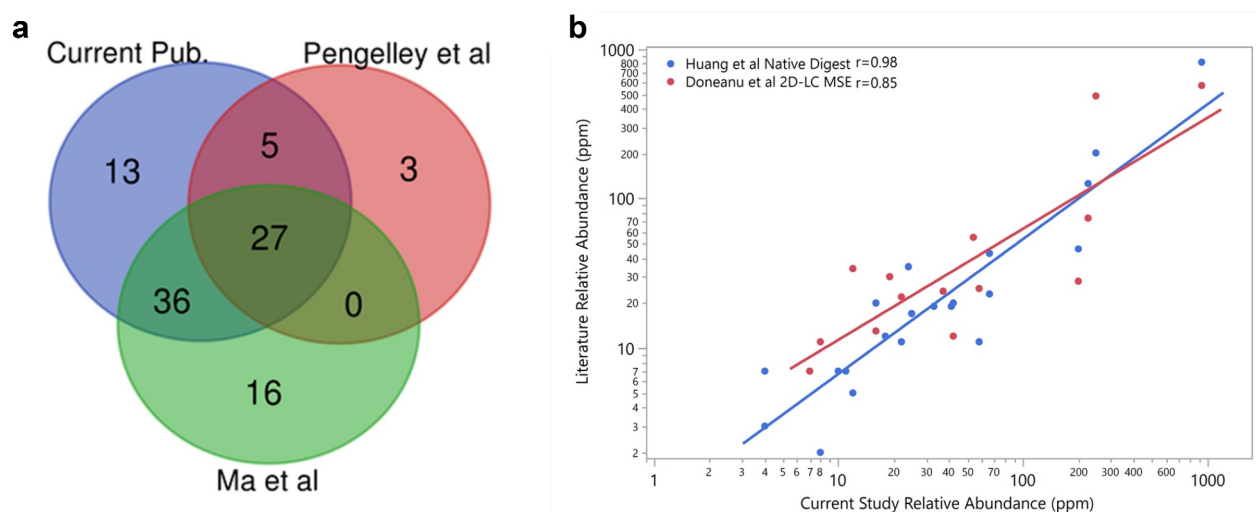 a
Current Pub.
Pengelley et al
13
5
3
27
36
0
16
Ma et al
b
Huang et al Native Digest r=0.98
Doneanu et al 2D-LC MSE r=0.85
Literature Relative Abundance (ppm)
1000
800
700
600
500
400
300
200
100
70
60
50
40
30
20
10
7
6
5
4
3
2
1 2 3 4 5 6 7 8 10 20 30 40 50 70 100 200 300 400 600 1000
Current Study Relative Abundance (ppm)